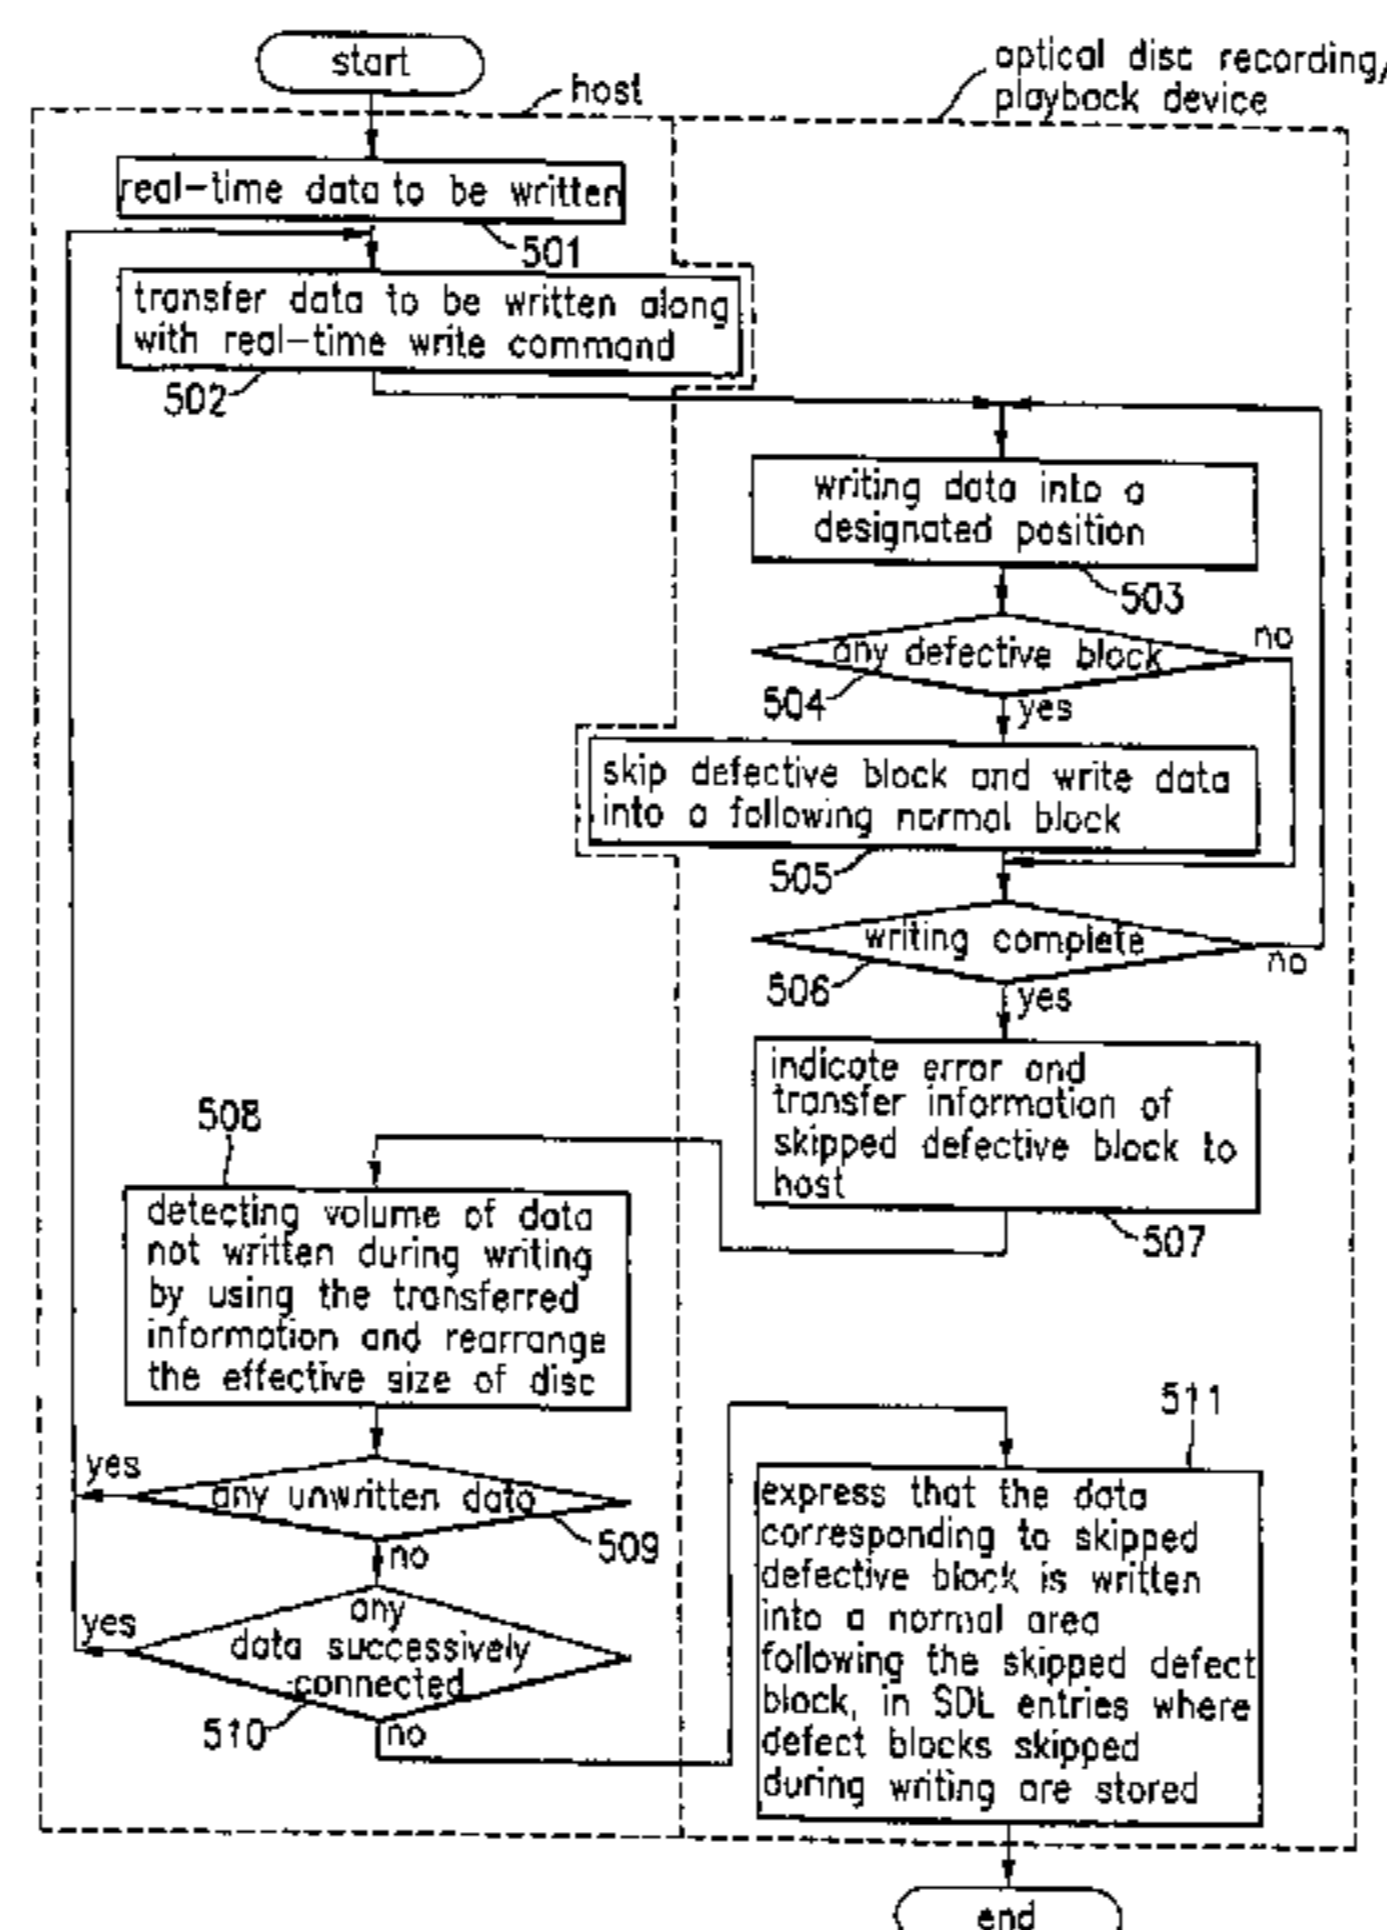 start
host
optical disc recording/
playback device
real-time data to be written
501
transfer data to be written along
with real-time write command
502
writing data into a
designated position
503
any defective block
no
504
yes
skip defective block and write data
into a following normal block
505
writing complete
no
506
yes
indicate error and
transfer information of
skipped defective block to
host
507
508
detecting volume of data
not written during writing
by using the transferred
information and rearrange
the effective size of disc
yes
any unwritten data
509
no
yes
any
data successively
connected
510
no
511
express that the data
corresponding to skipped
defective block is written
into a normal area
following the skipped defect
block, in SDL entries where
defect blocks skipped
during writing are stored
end